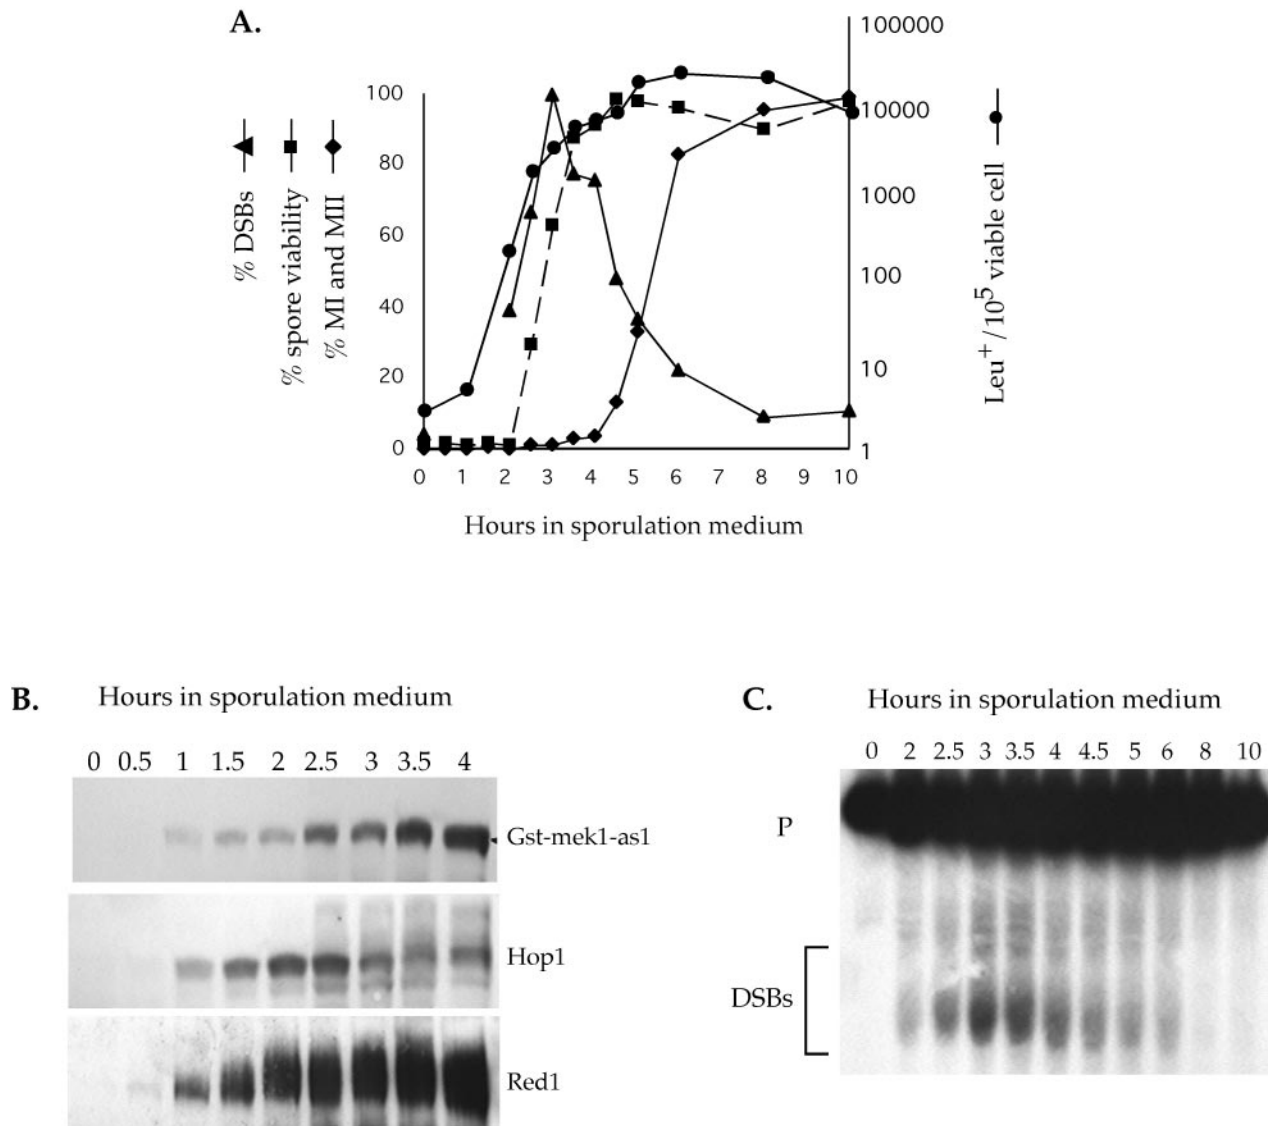 A.
% DSBs
% spore viability
% MI and MII
100
80
60
40
20
0
100000
10000
1000
100
10
1
Leu+/10⁵ viable cell
0 1 2 3 4 5 6 7 8 9 10
Hours in sporulation medium
B.
Hours in sporulation medium
0 0.5 1 1.5 2 2.5 3 3.5 4
Gst-mek1-as1
Hop1
Red1
C.
Hours in sporulation medium
0 2 2.5 3 3.5 4 4.5 5 6 8 10
P
DSBs